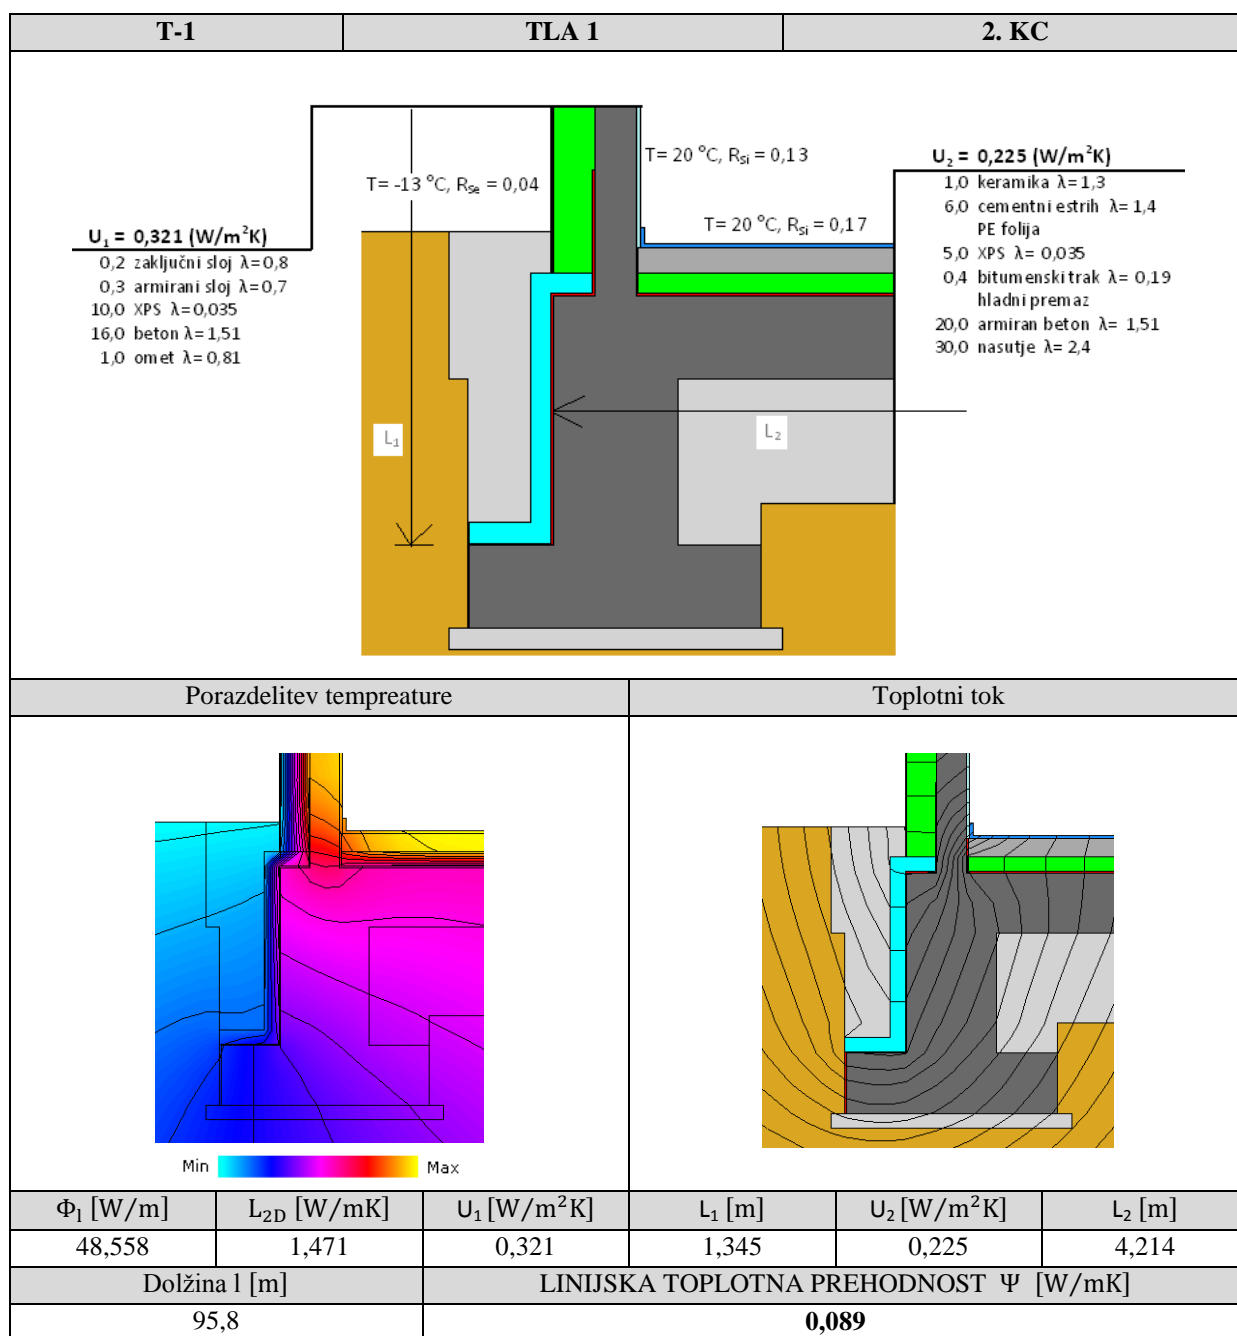 T-1 TLA 1 2. KC
T= -13 °C, Rse = 0,04
T= 20 °C, Rsi = 0,13
T= 20 °C, Rsi = 0,17
U₁ = 0,321 (W/m²K)
0,2 zaključni sloj λ=0,8
0,3 armirani sloj λ=0,7
10,0 XPS λ=0,035
16,0 beton λ=1,51
1,0 omet λ=0,81
U₂ = 0,225 (W/m²K)
1,0 keramika λ=1,3
6,0 cementni estrih λ= 1,4
PE folija
5,0 XPS λ= 0,035
0,4 bitumenski trak λ= 0,19
hladni premaz
20,0 armiran beton λ= 1,51
30,0 nasutje λ= 2,4
L₁
L₂
Porazdelitev tempreature Toplotni tok
Min Max
Φₗ [W/m] L₂D [W/mK] U₁ [W/m²K] L₁ [m] U₂ [W/m²K] L₂ [m]
48,558 1,471 0,321 1,345 0,225 4,214
Dolžina l [m] LINIJSKA TOPLOTNA PREHODNOST Ψ [W/mK]
95,8 0,089